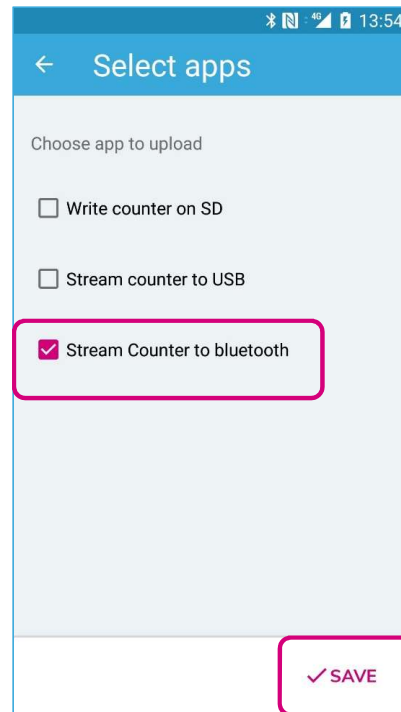 4G 13:54
Select apps
Choose app to upload
Write counter on SD
Stream counter to USB
Stream Counter to bluetooth
SAVE